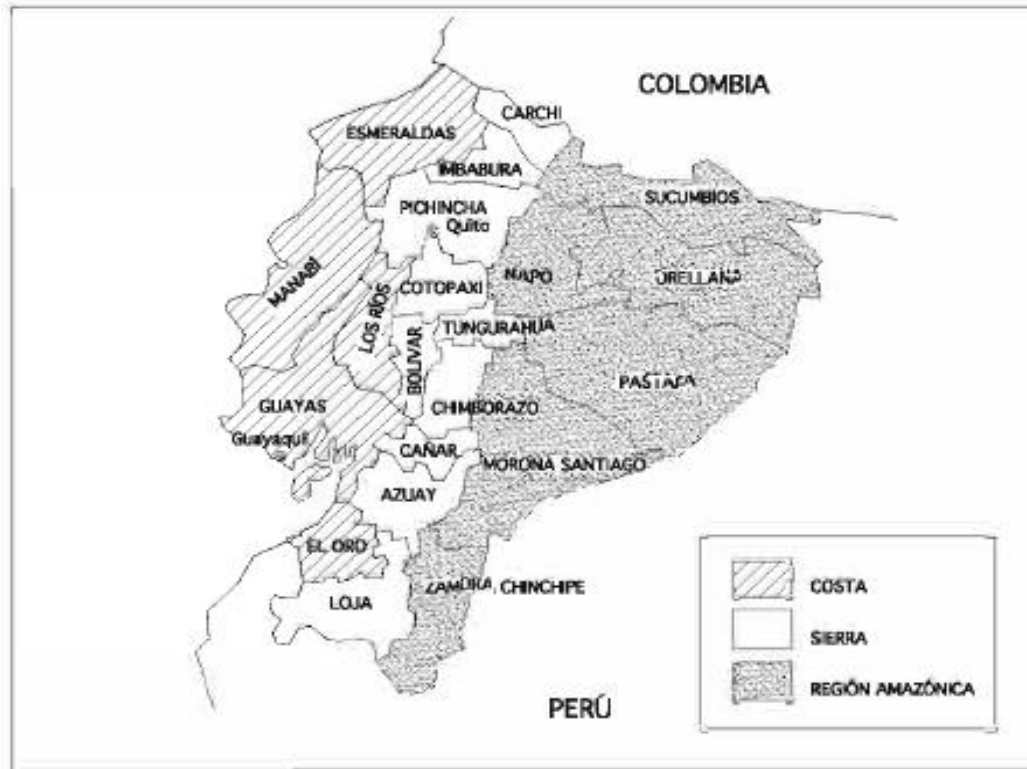 COLOMBIA
CARCHI
ESMERALDAS
IMBABURA
SUCUMBIOS
PICHINCHA
Quito
NAPO
ORELLANA
MANABÍ
COTOPAXI
LOS RÍOS
TUNGURAHUA
BOLIVAR
PASTAZA
GUAYAS
CHIMBORAZO
Guayaquil
CAÑAR
MORONA SANTIAGO
AZUAY
EL ORO
ZAMORA CHINCHIPE
LOJA
COSTA
SIERRA
REGIÓN AMAZÓNICA
PERÚ